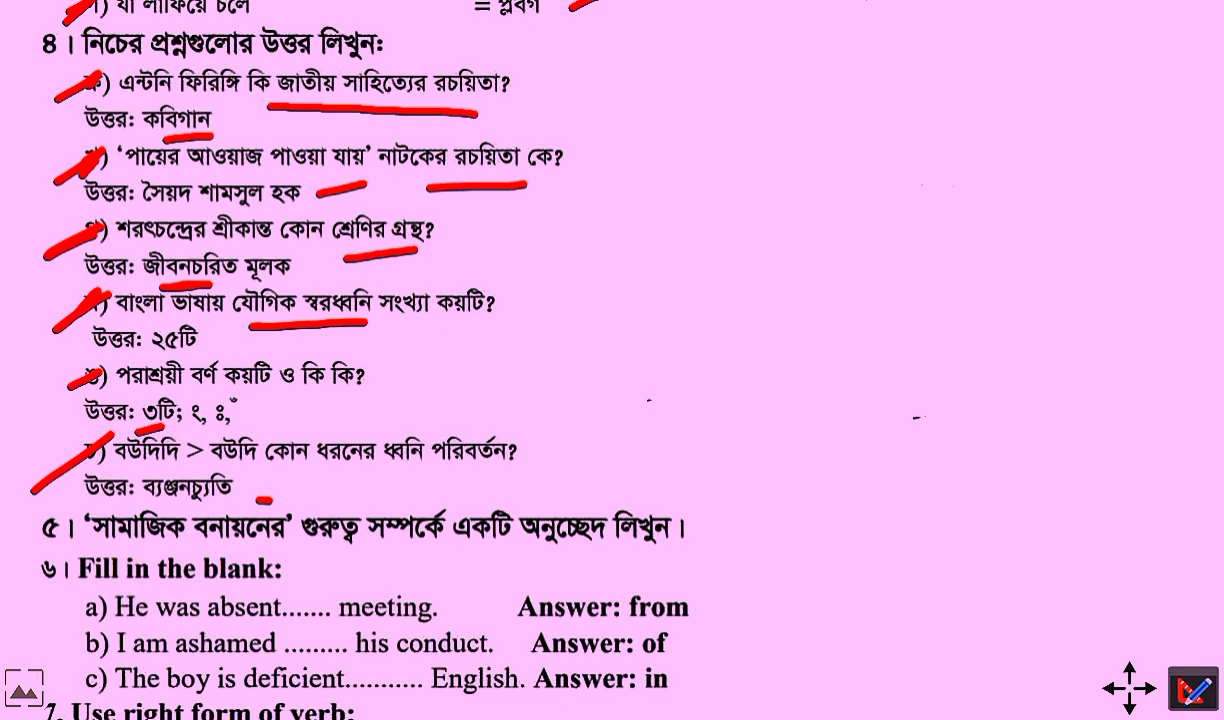 ) যা লাফিয়ে চলে = প্লবগ
৪। নিচের প্রশ্নগুলোর উত্তর লিখুন:
ক) এন্টনি ফিরিঙ্গি কি জাতীয় সাহিত্যের রচয়িতা?
উত্তর: কবিগান
) ‘পায়ের আওয়াজ পাওয়া যায়’ নাটকের রচয়িতা কে?
উত্তর: সৈয়দ শামসুল হক
গ) শরৎচন্দ্রের শ্রীকান্ত কোন শ্রেণির গ্রন্থ?
উত্তর: জীবনচরিত মূলক
) বাংলা ভাষায় যৌগিক স্বরধ্বনি সংখ্যা কয়টি?
উত্তর: ২৫টি
ঙ) পরাশ্রয়ী বর্ণ কয়টি ও কি কি?
উত্তর: ৩টি; ং, ঃ, ঁ
) বউদিদি > বউদি কোন ধরনের ধ্বনি পরিবর্তন?
উত্তর: ব্যঞ্জনচ্যুতি
৫। ‘সামাজিক বনায়নের’ গুরুত্ব সম্পর্কে একটি অনুচ্ছেদ লিখুন।
৬। Fill in the blank:
a) He was absent....... meeting. Answer: from
b) I am ashamed ......... his conduct. Answer: of
c) The boy is deficient........... English. Answer: in
7. Use right form of verb: